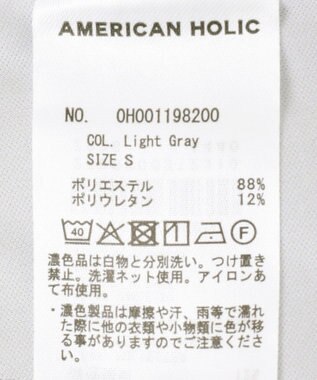 AMERICAN HOLIC
NO. OH001198200
COL. Light Gray
SIZE S
ポリエステル 88%
ポリウレタン 12%
40 F
濃色品は白物と分別洗い。つけ置き
禁止。洗濯ネット使用。アイロンあ
て布使用。
・濃色製品は摩擦や汗、雨等で濡れ
た際に他の衣類や小物類に色が移
る事がありますのでご注意くださ
い。